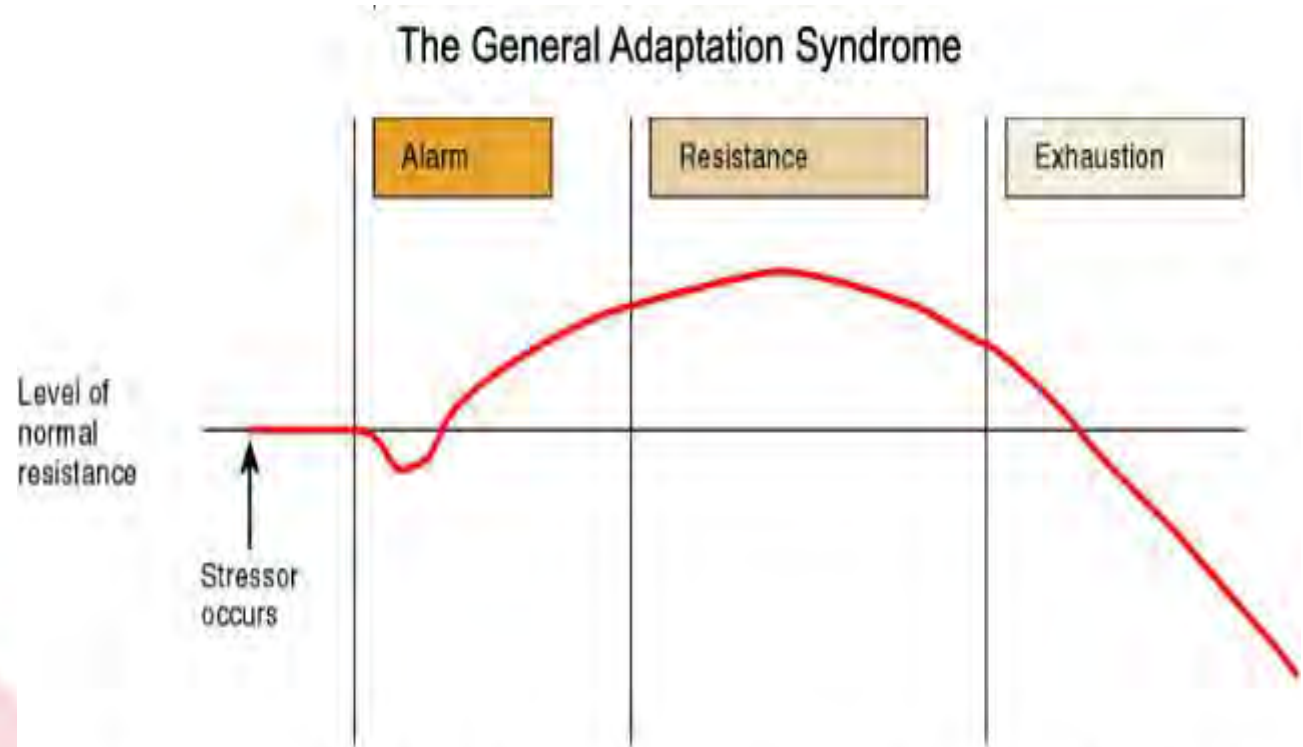 The General Adaptation Syndrome
Alarm
Resistance
Exhaustion
Level of
normal
resistance
Stressor
occurs